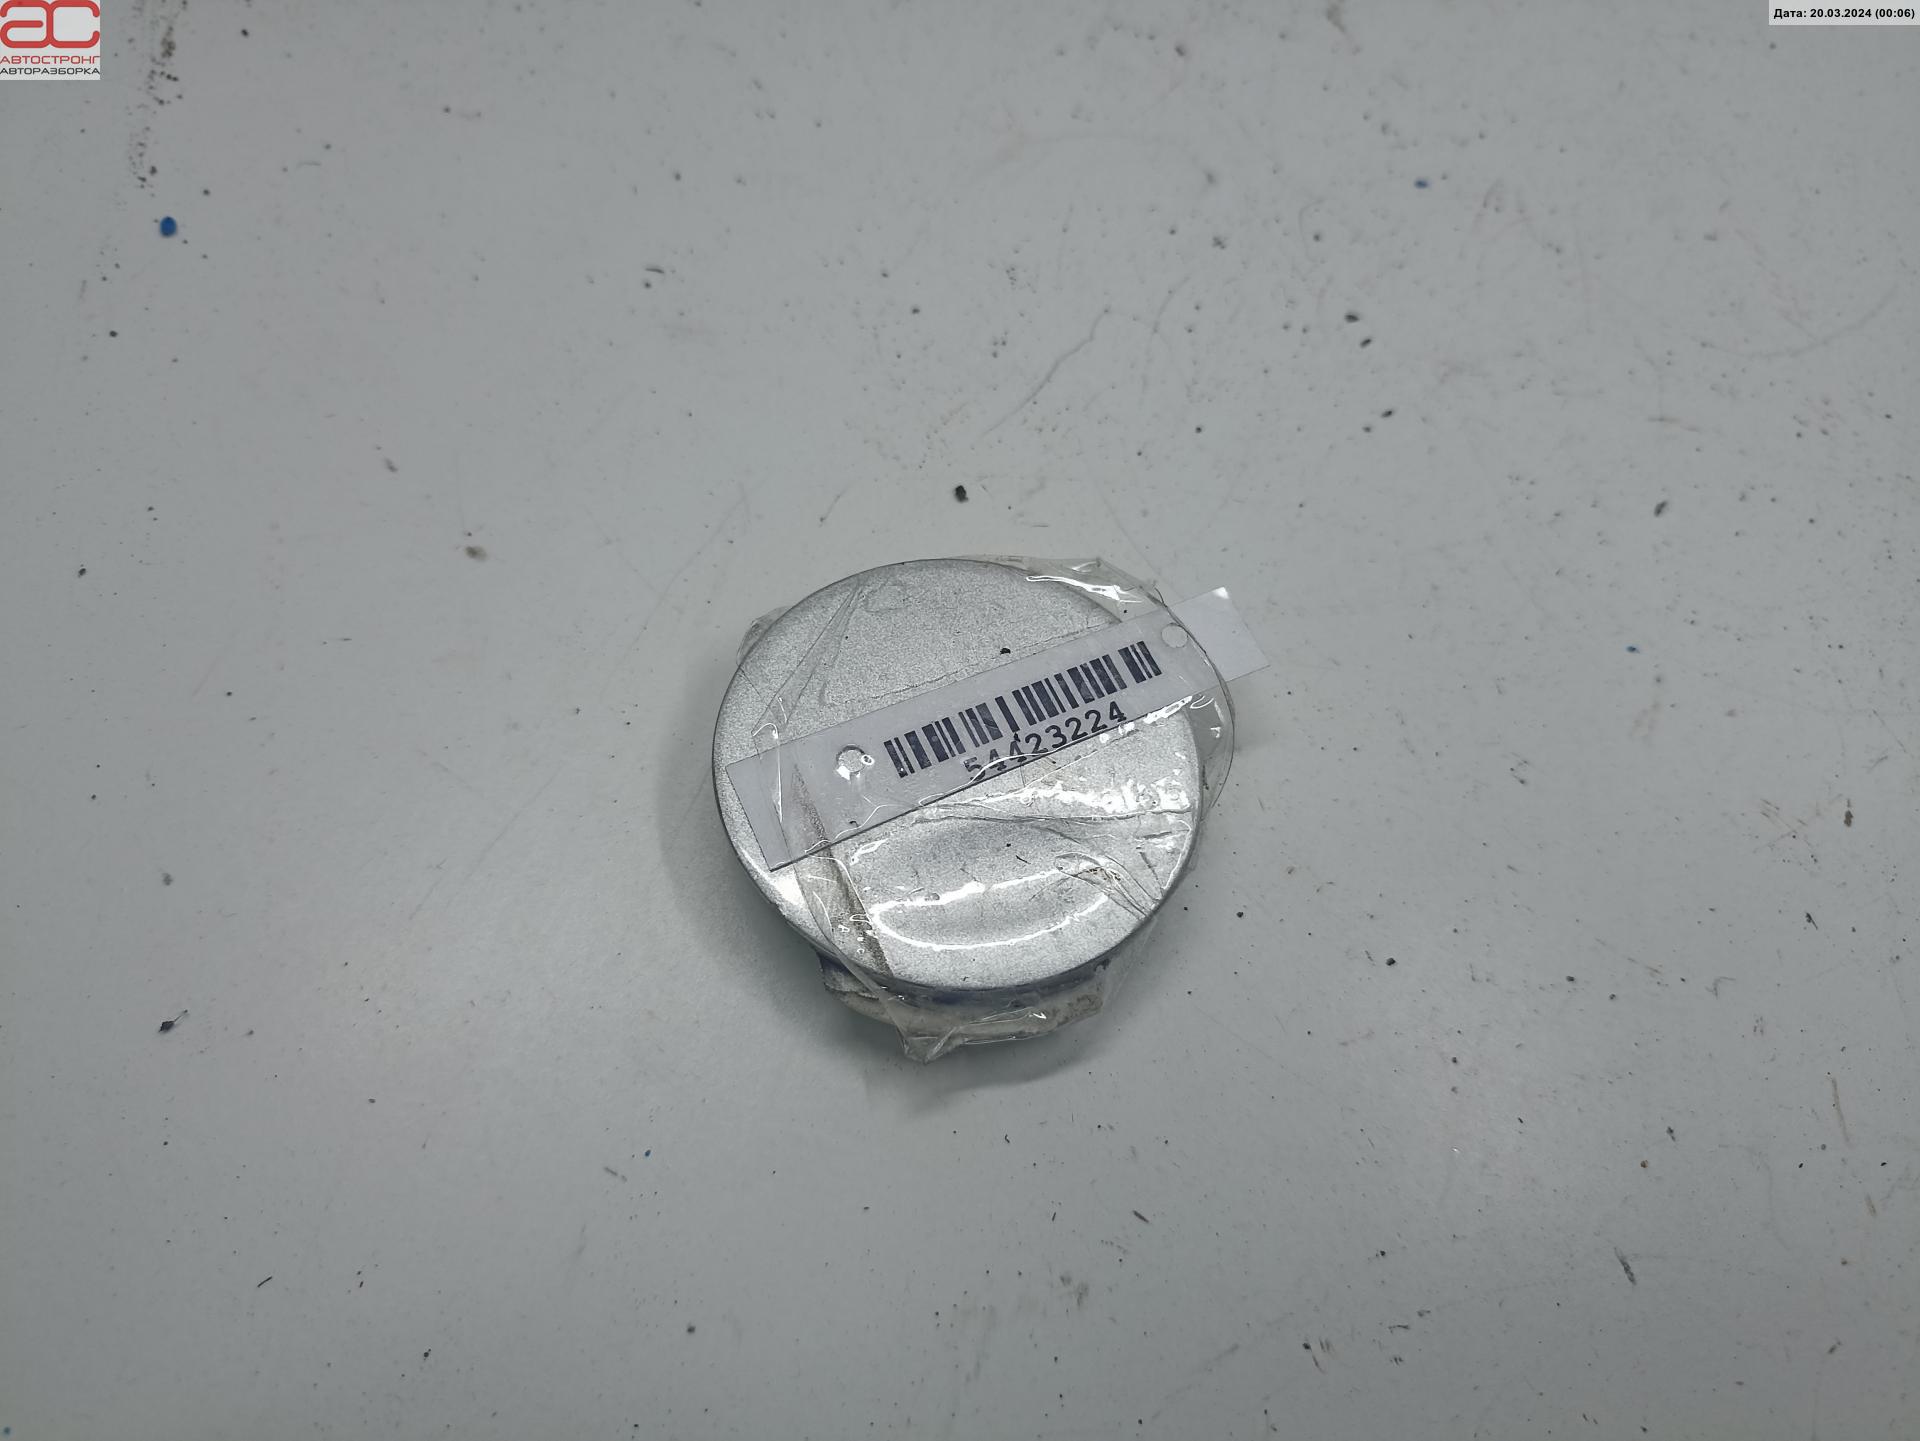 АС
АВТОСТРОНГ
АВТОРАЗБОРКА
Дата: 20.03.2024 (00:06)
54423224